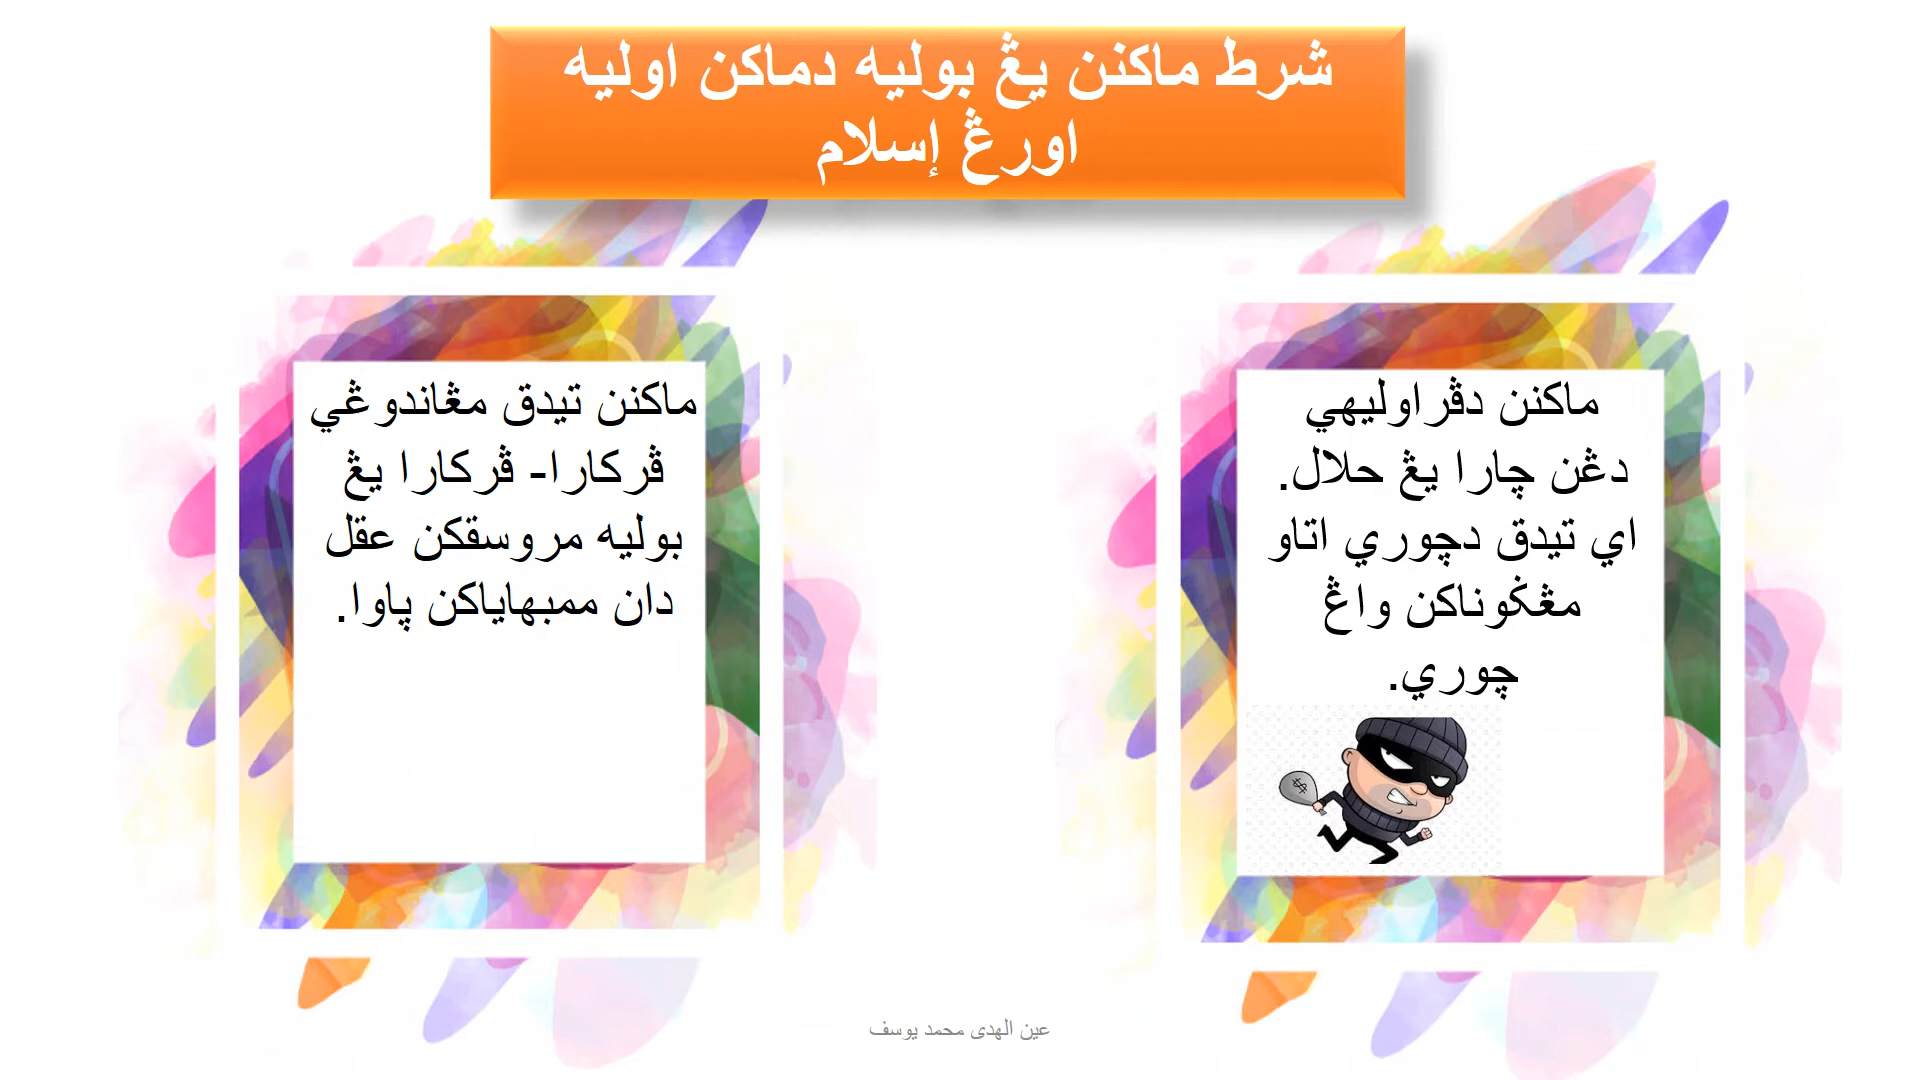 شرط ماكنن يڠ بوليه دماكن اوليه
اورڠ إسلام
ماكنن دڤراوليهي
دڠن چارا يڠ حلال.
اي تيدق دچوري اتاو
مڠݢوناكن واڠ
چوري.
ماكنن تيدق مڠاندوڠي
ڤركارا- ڤركارا يڠ
بوليه مروسقكن عقل
دان ممبهاياكن ڽاوا.
عين الهدى محمد يوسف